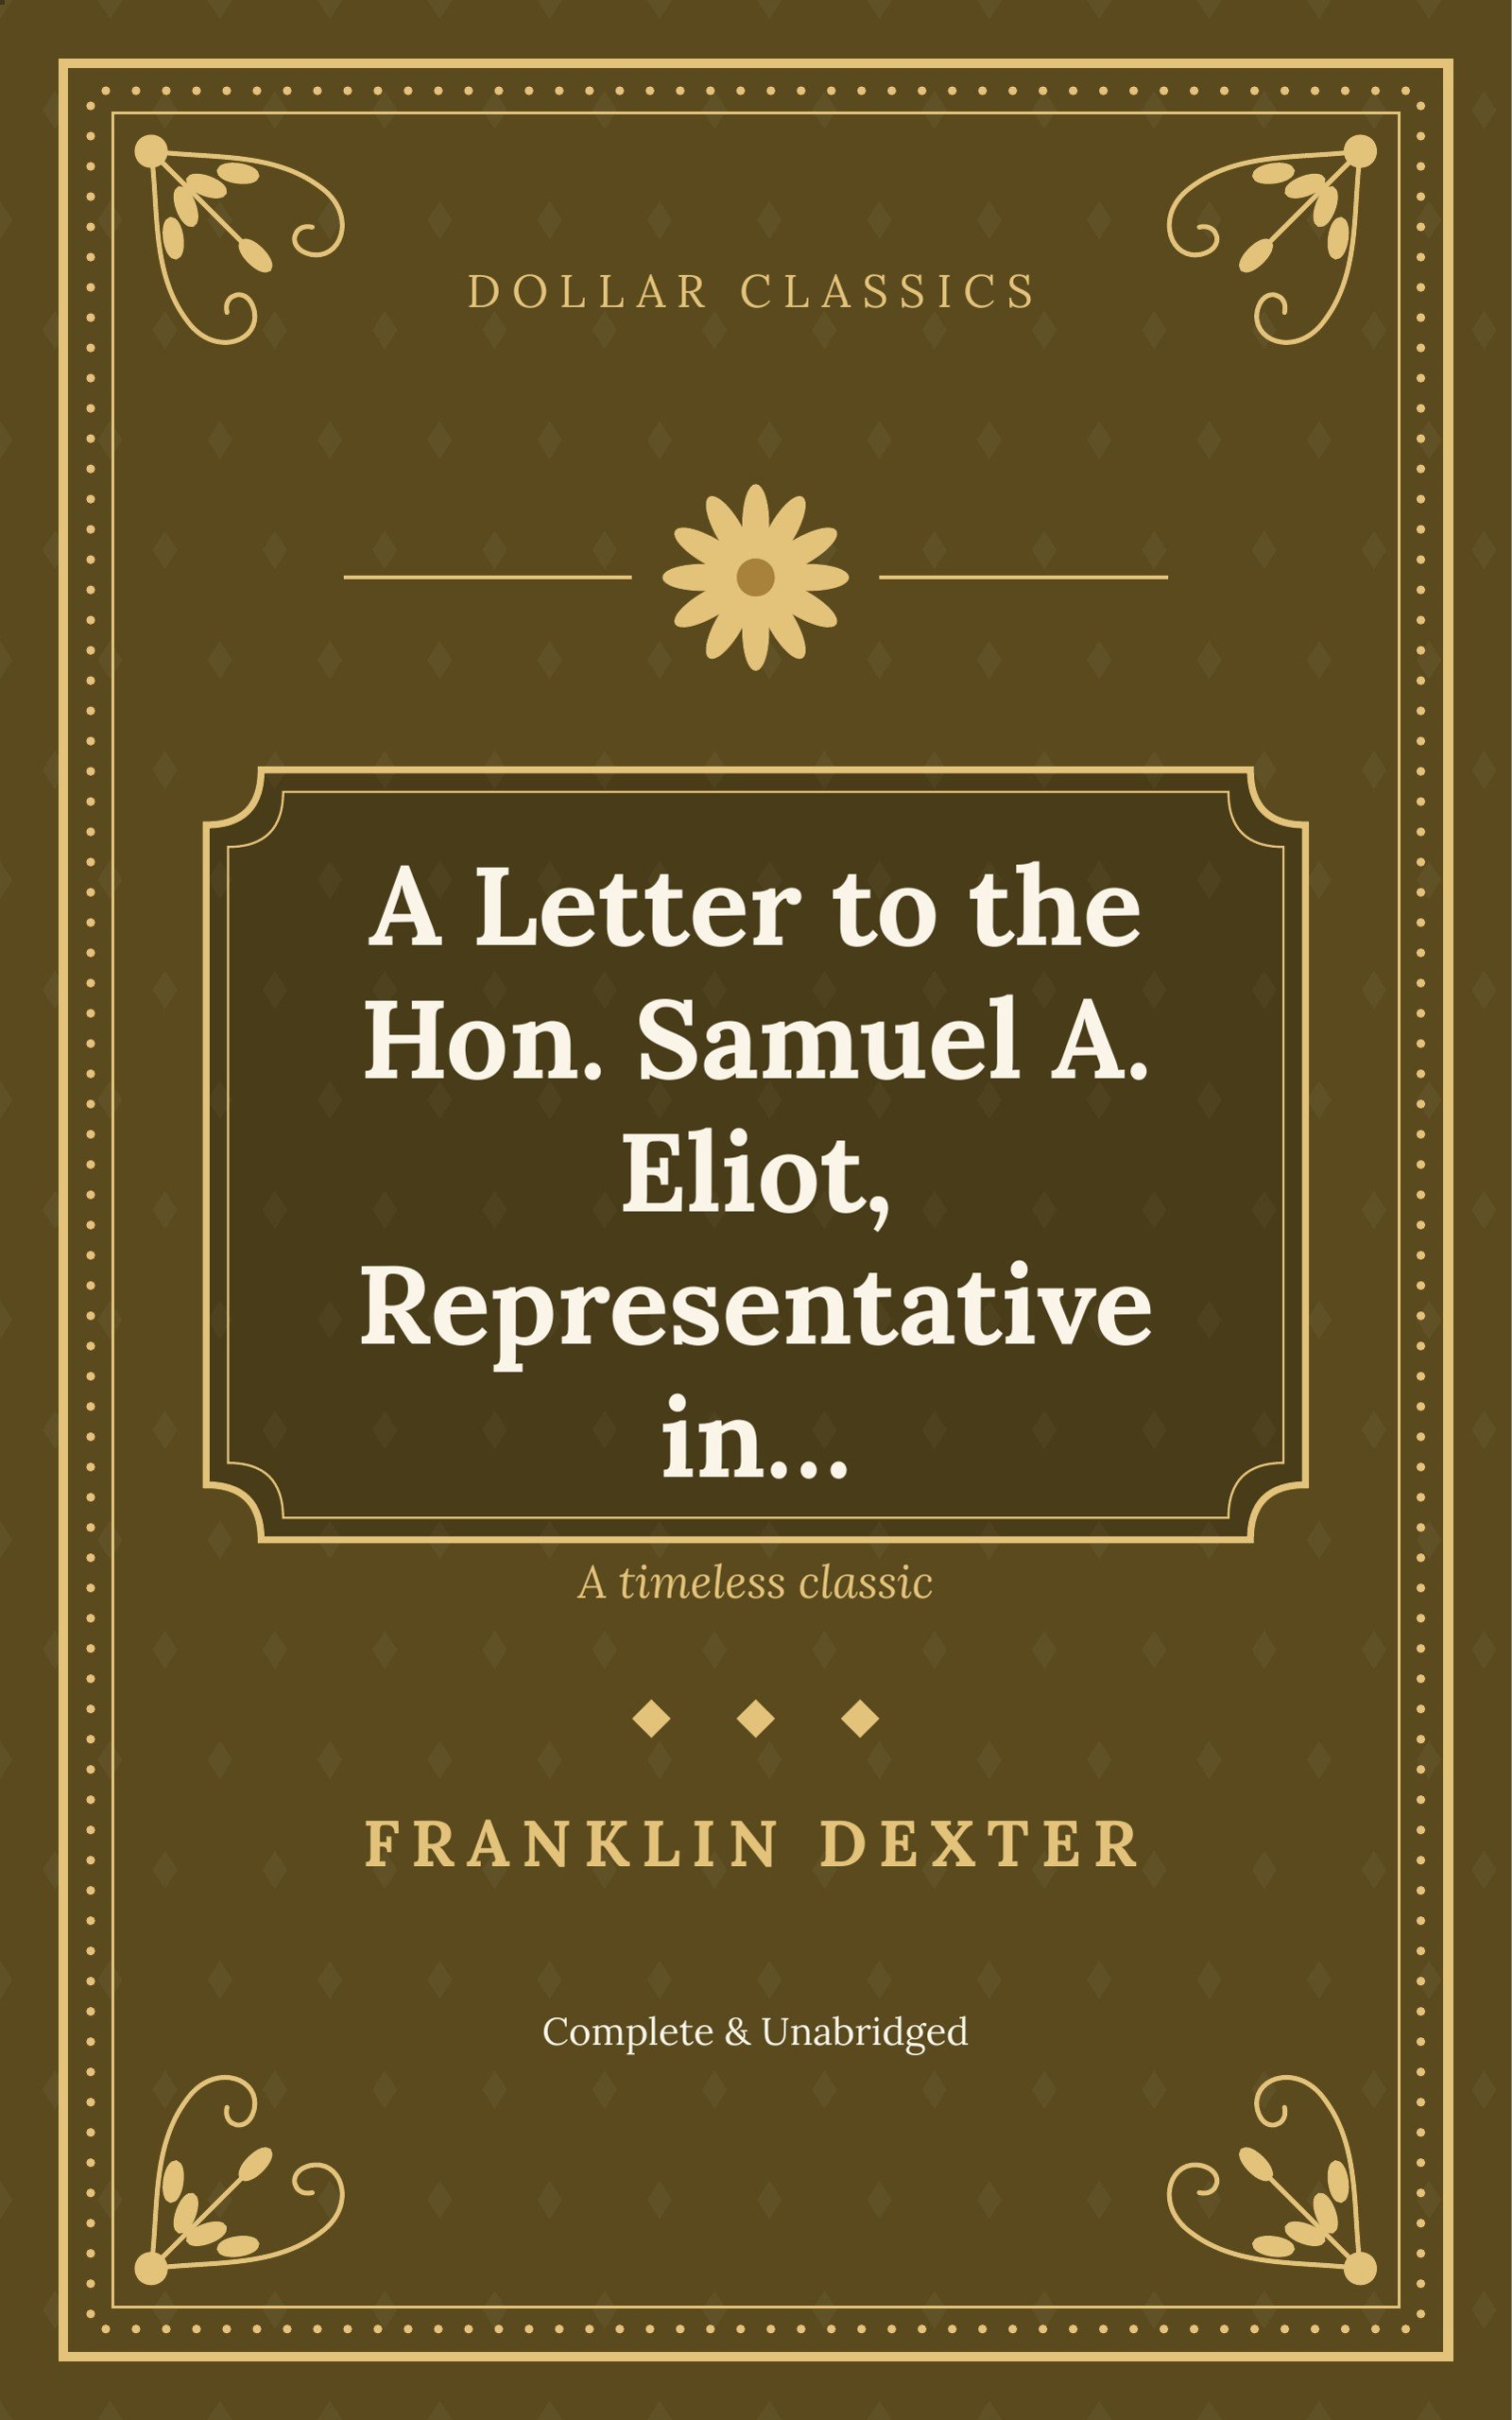 DOLLAR CLASSICS
A Letter to the
Hon. Samuel A.
Eliot,
Representative
in...
A timeless classic
FRANKLIN DEXTER
Complete & Unabridged